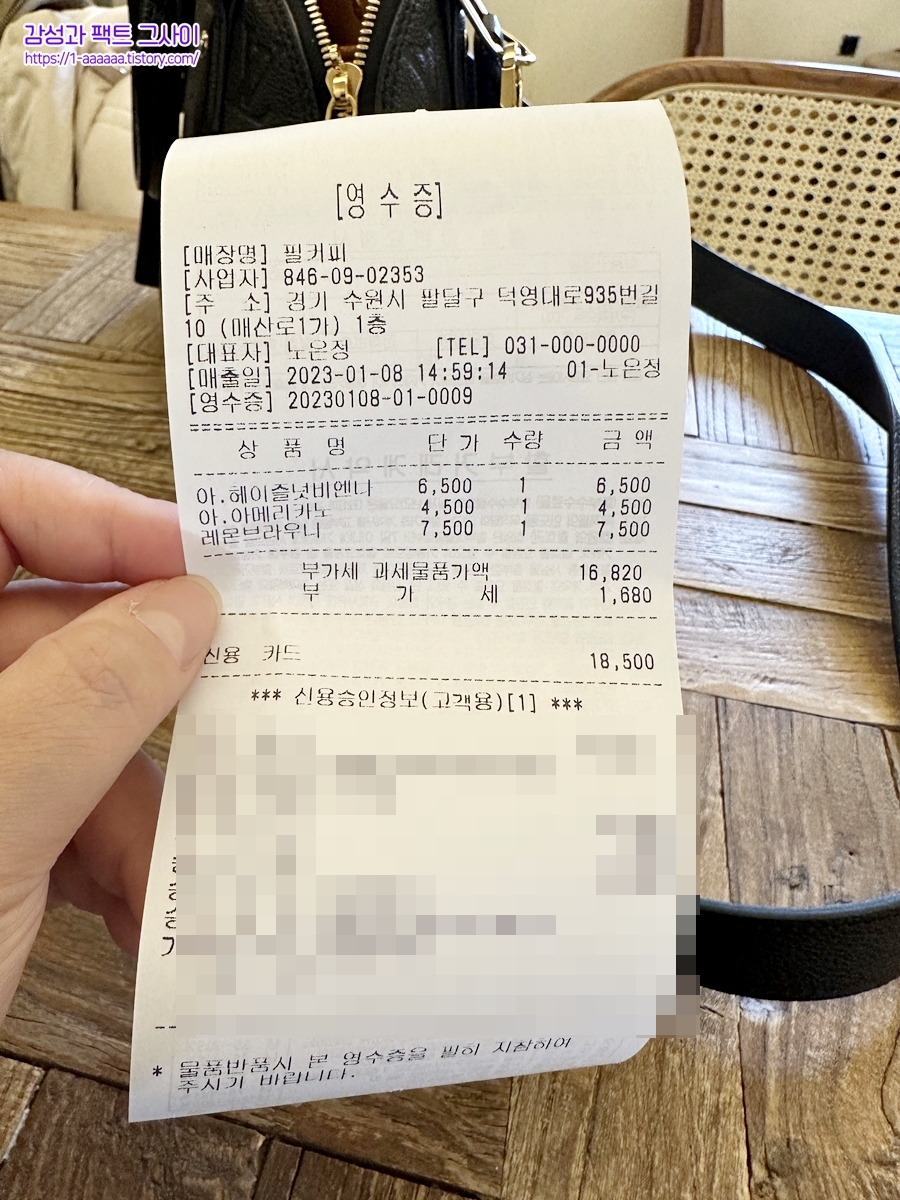 감성과 팩트 그사이
https://1-aaaaaa.tistory.com/
[영 수 증]
[매장명] 필커피
[사업자] 846-09-02353
[주 소] 경기 수원시 팔달구 덕영대로935번길
10 (매산로1가) 1층
[대표자] 노은정 [TEL] 031-000-0000
[매출일] 2023-01-08 14:59:14 01-노은정
[영수증] 20230108-01-0009
상 품 명 단 가 수량 금 액
아.헤이즐넛비엔나 6,500 1 6,500
아.아메리카노 4,500 1 4,500
레몬브라우니 7,500 1 7,500
부가세 과세물품가액 16,820
부 가 세 1,680
신용 카드 18,500
*** 신용승인정보(고객용)[1] ***
* 물품반품시 본 영수증을 필히 지참하여
주시기 바랍니다.